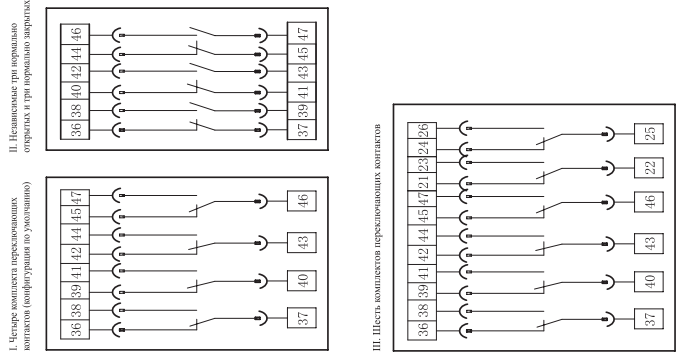 I. Четыре комплекта переключающих
контактов (конфигурация по умолчанию)
36 38 39 41 42 44 45 47
37 40 43 46
II. Независимые три нормально
открытых и три нормально закрытых
36 38 40 42 44 46
37 39 41 43 45 47
III. Шесть комплектов переключающих контактов
36 38 39 41 42 44 45 47 21 23 24 26
37 40 43 46 22 25